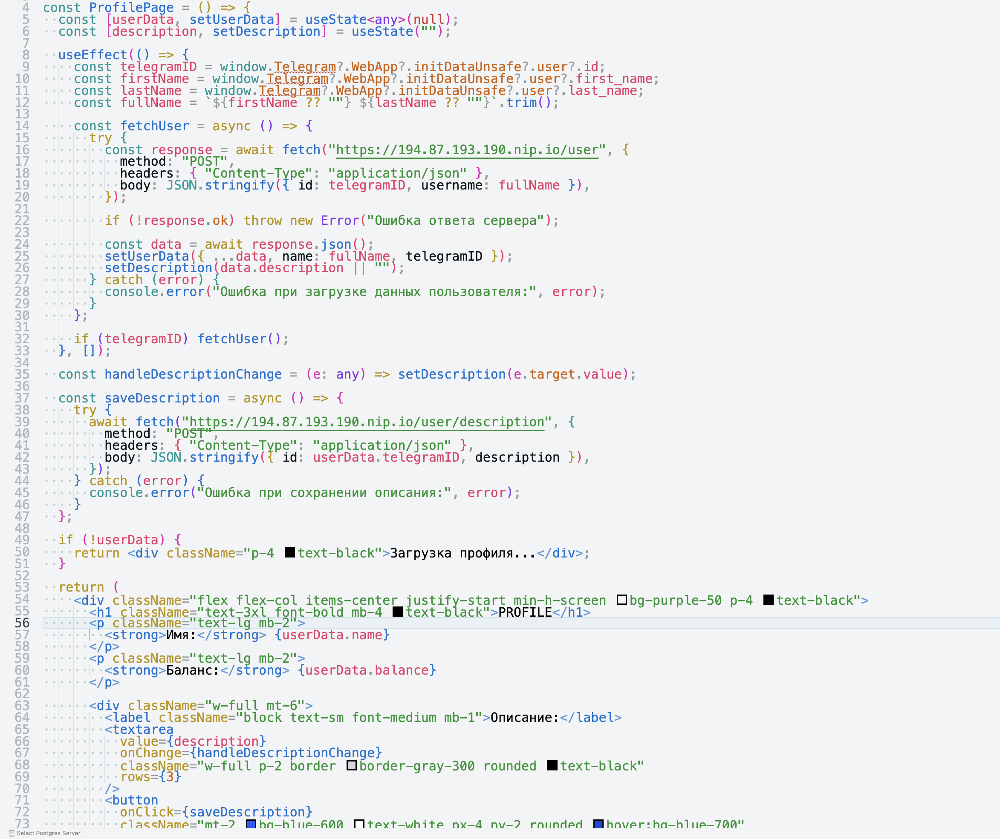 4 const ProfilePage = () => {
5 const [userData, setUserData] = useState<any>(null);
6 const [description, setDescription] = useState("");
7
8 useEffect(() => {
9 const telegramID = window.Telegram?.WebApp?.initDataUnsafe?.user?.id;
10 const firstName = window.Telegram?.WebApp?.initDataUnsafe?.user?.first_name;
11 const lastName = window.Telegram?.WebApp?.initDataUnsafe?.user?.last_name;
12 const fullName = `${firstName ?? ""} ${lastName ?? ""}`.trim();
13
14 const fetchUser = async () => {
15 try {
16 const response = await fetch("https://194.87.193.190.nip.io/user", {
17 method: "POST",
18 headers: { "Content-Type": "application/json" },
19 body: JSON.stringify({ id: telegramID, username: fullName }),
20 });
21
22 if (!response.ok) throw new Error("Ошибка ответа сервера");
23
24 const data = await response.json();
25 setUserData({ ...data, name: fullName, telegramID });
26 setDescription(data.description || "");
27 } catch (error) {
28 console.error("Ошибка при загрузке данных пользователя:", error);
29 }
30 };
31
32 if (telegramID) fetchUser();
33 }, []);
34
35 const handleDescriptionChange = (e: any) => setDescription(e.target.value);
36
37 const saveDescription = async () => {
38 try {
39 await fetch("https://194.87.193.190.nip.io/user/description", {
40 method: "POST",
41 headers: { "Content-Type": "application/json" },
42 body: JSON.stringify({ id: userData.telegramID, description }),
43 });
44 } catch (error) {
45 console.error("Ошибка при сохранении описания:", error);
46 }
47 };
48
49 if (!userData) {
50 return <div className="p-4 text-black">Загрузка профиля...</div>;
51 }
52
53 return (
54 <div className="flex flex-col items-center justify-start min-h-screen bg-purple-50 p-4 text-black">
55 <h1 className="text-3xl font-bold mb-4 text-black">PROFILE</h1>
56 <p className="text-lg mb-2">
57 <strong>Имя:</strong> {userData.name}
58 </p>
59 <p className="text-lg mb-2">
60 <strong>Баланс:</strong> {userData.balance}
61 </p>
62
63 <div className="w-full mt-6">
64 <label className="block text-sm font-medium mb-1">Описание:</label>
65 <textarea
66 value={description}
67 onChange={handleDescriptionChange}
68 className="w-full p-2 border border-gray-300 rounded text-black"
69 rows={3}
70 />
71 <button
72 onClick={saveDescription}
73 className="mt-2 bg-blue-600 text-white px-4 py-2 rounded hover:bg-blue-700"
Select Postgres Server